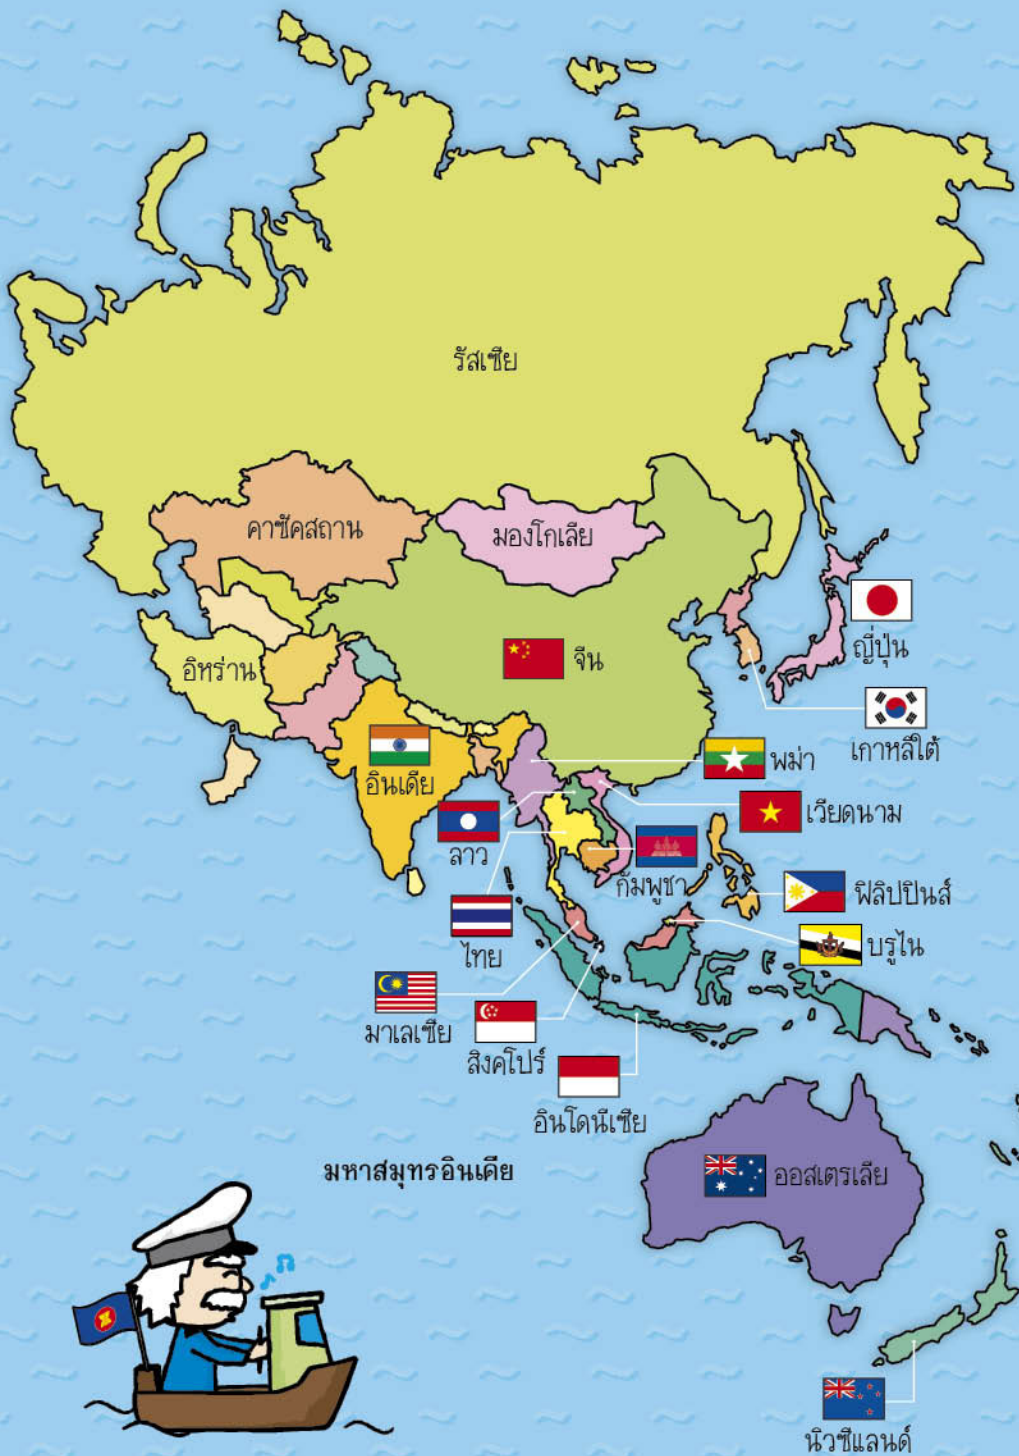 รัสเซีย
คาซัคสถาน
มองโกเลีย
ญี่ปุ่น
จีน
อิหร่าน
เกาหลีใต้
พม่า
อินเดีย
เวียดนาม
ลาว
กัมพูชา
ฟิลิปปินส์
บรูไน
ไทย
มาเลเซีย
สิงคโปร์
อินโดนีเซีย
มหาสมุทรอินเดีย
ออสเตรเลีย
นิวซีแลนด์